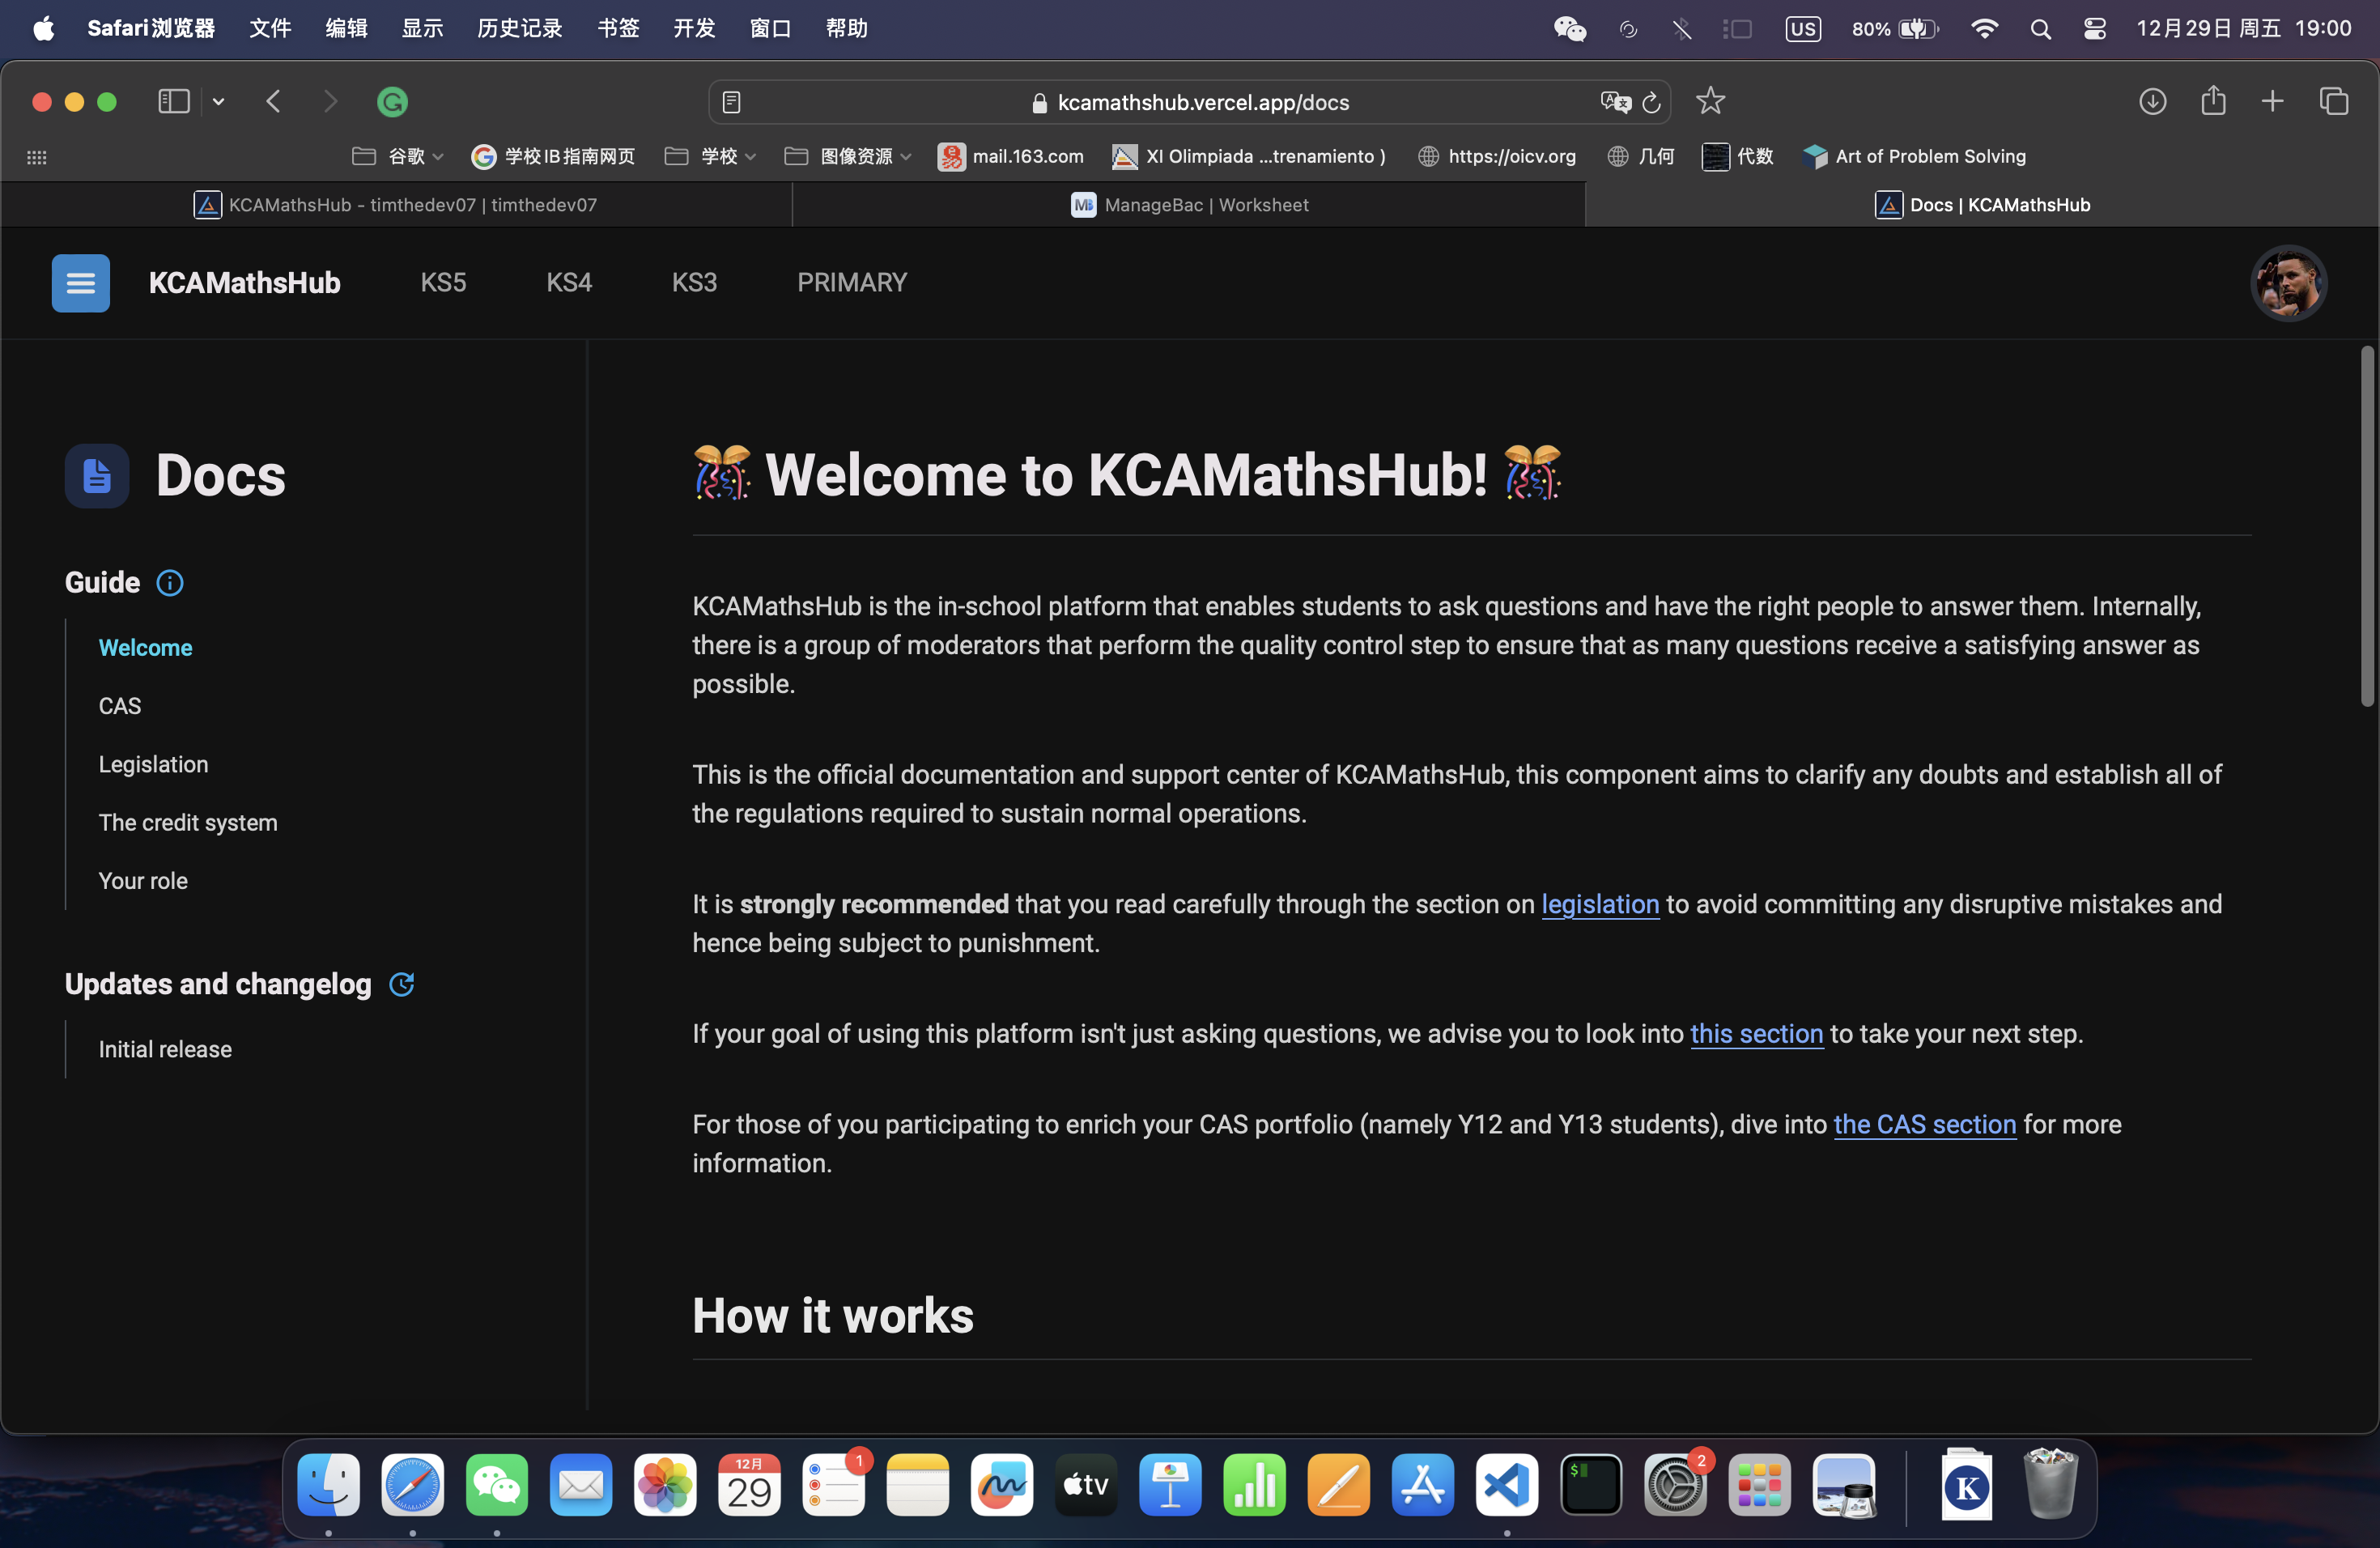 Safari浏览器 文件 编辑 显示 历史记录 书签 开发 窗口 帮助 US 80% 12月29日 周五 19:00
kcamathshub.vercel.app/docs
谷歌 学校IB指南网页 学校 图像资源 mail.163.com XI Olimpiada ...trenamiento ) https://oicv.org 几何 代数 Art of Problem Solving
KCAMathsHub - timthedev07 | timthedev07 MB ManageBac | Worksheet Docs | KCAMathsHub
KCAMathsHub KS5 KS4 KS3 PRIMARY
Docs
Guide
Welcome
CAS
Legislation
The credit system
Your role
Updates and changelog
Initial release
🎊 Welcome to KCAMathsHub! 🎊
KCAMathsHub is the in-school platform that enables students to ask questions and have the right people to answer them. Internally,
there is a group of moderators that perform the quality control step to ensure that as many questions receive a satisfying answer as
possible.
This is the official documentation and support center of KCAMathsHub, this component aims to clarify any doubts and establish all of
the regulations required to sustain normal operations.
It is strongly recommended that you read carefully through the section on legislation to avoid committing any disruptive mistakes and
hence being subject to punishment.
If your goal of using this platform isn't just asking questions, we advise you to look into this section to take your next step.
For those of you participating to enrich your CAS portfolio (namely Y12 and Y13 students), dive into the CAS section for more
information.
How it works
12月 29 1 tv $ 2 K